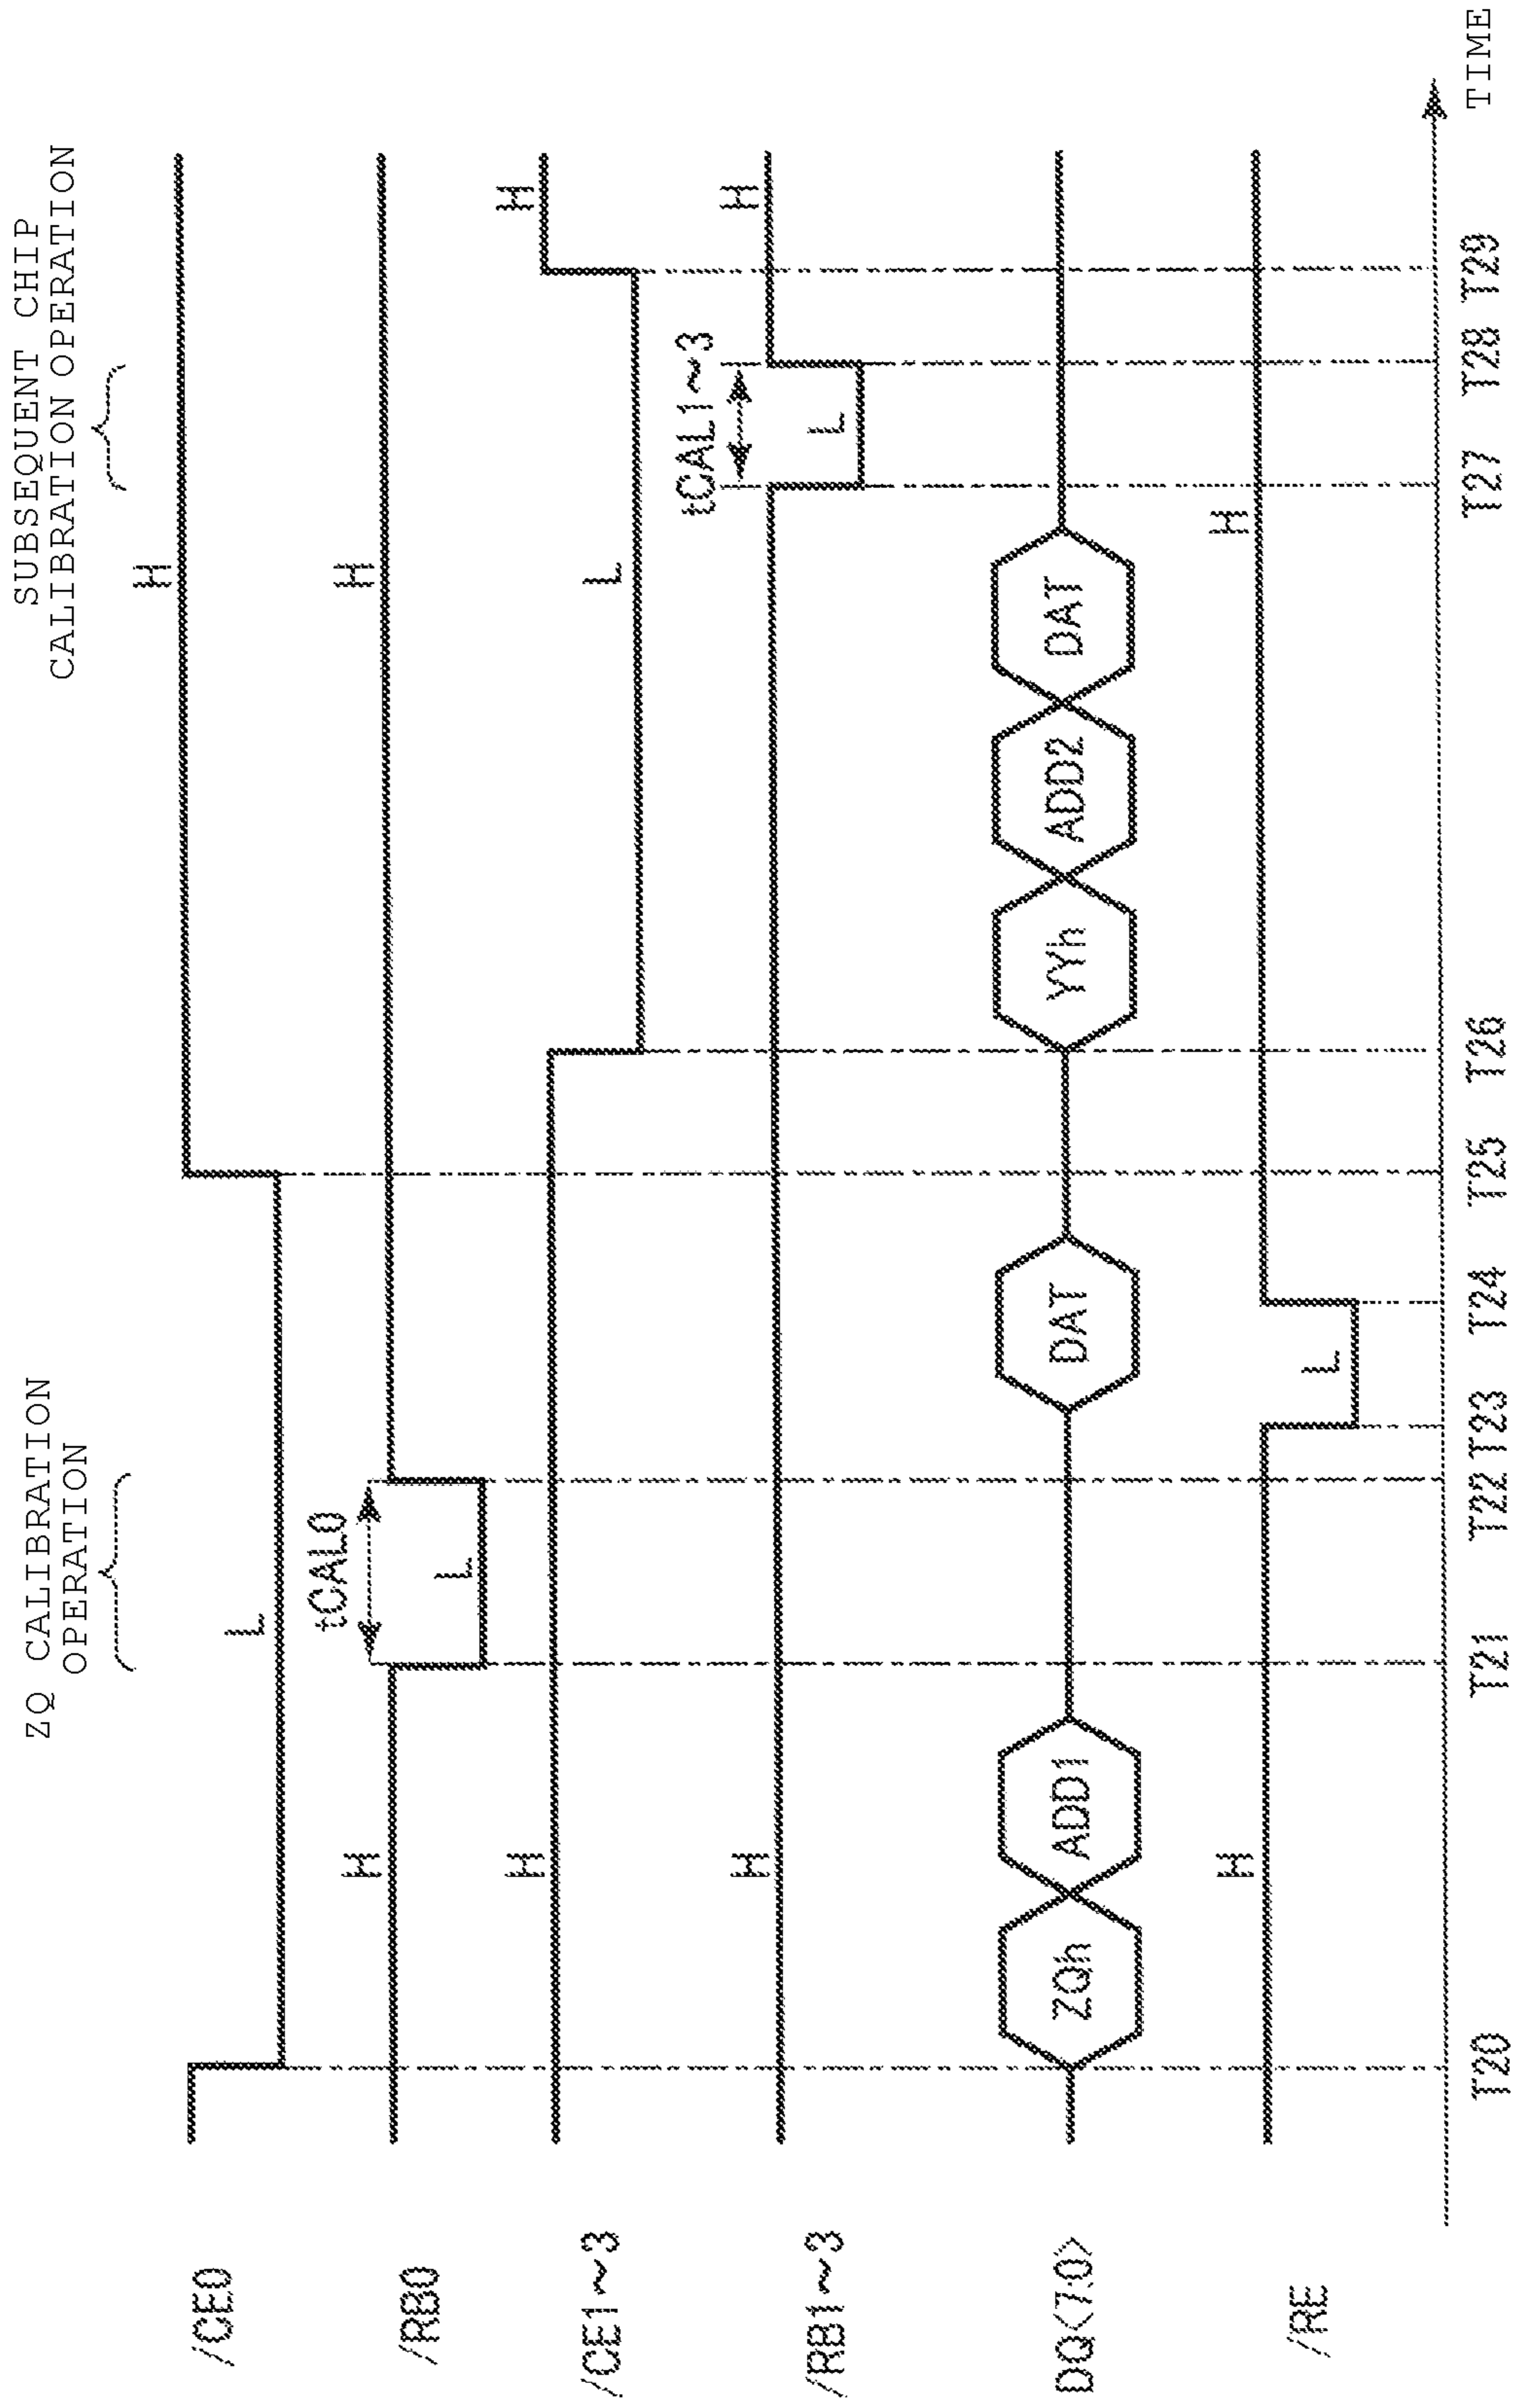 ZQ CALIBRATION
OPERATION
SUBSEQUENT CHIP
CALIBRATION OPERATION
/CE0
L
H
/RB0
H
tCAL0
L
H
/CE1~3
H
L
H
/RB1~3
H
tCAL1~3
L
H
DQ<7:0>
ZQh
ADD1
DAT
YYh
ADD2
DAT
/RE
H
L
H
T20
T21
T22
T23
T24
T25
T26
T27
T28
T29
TIME